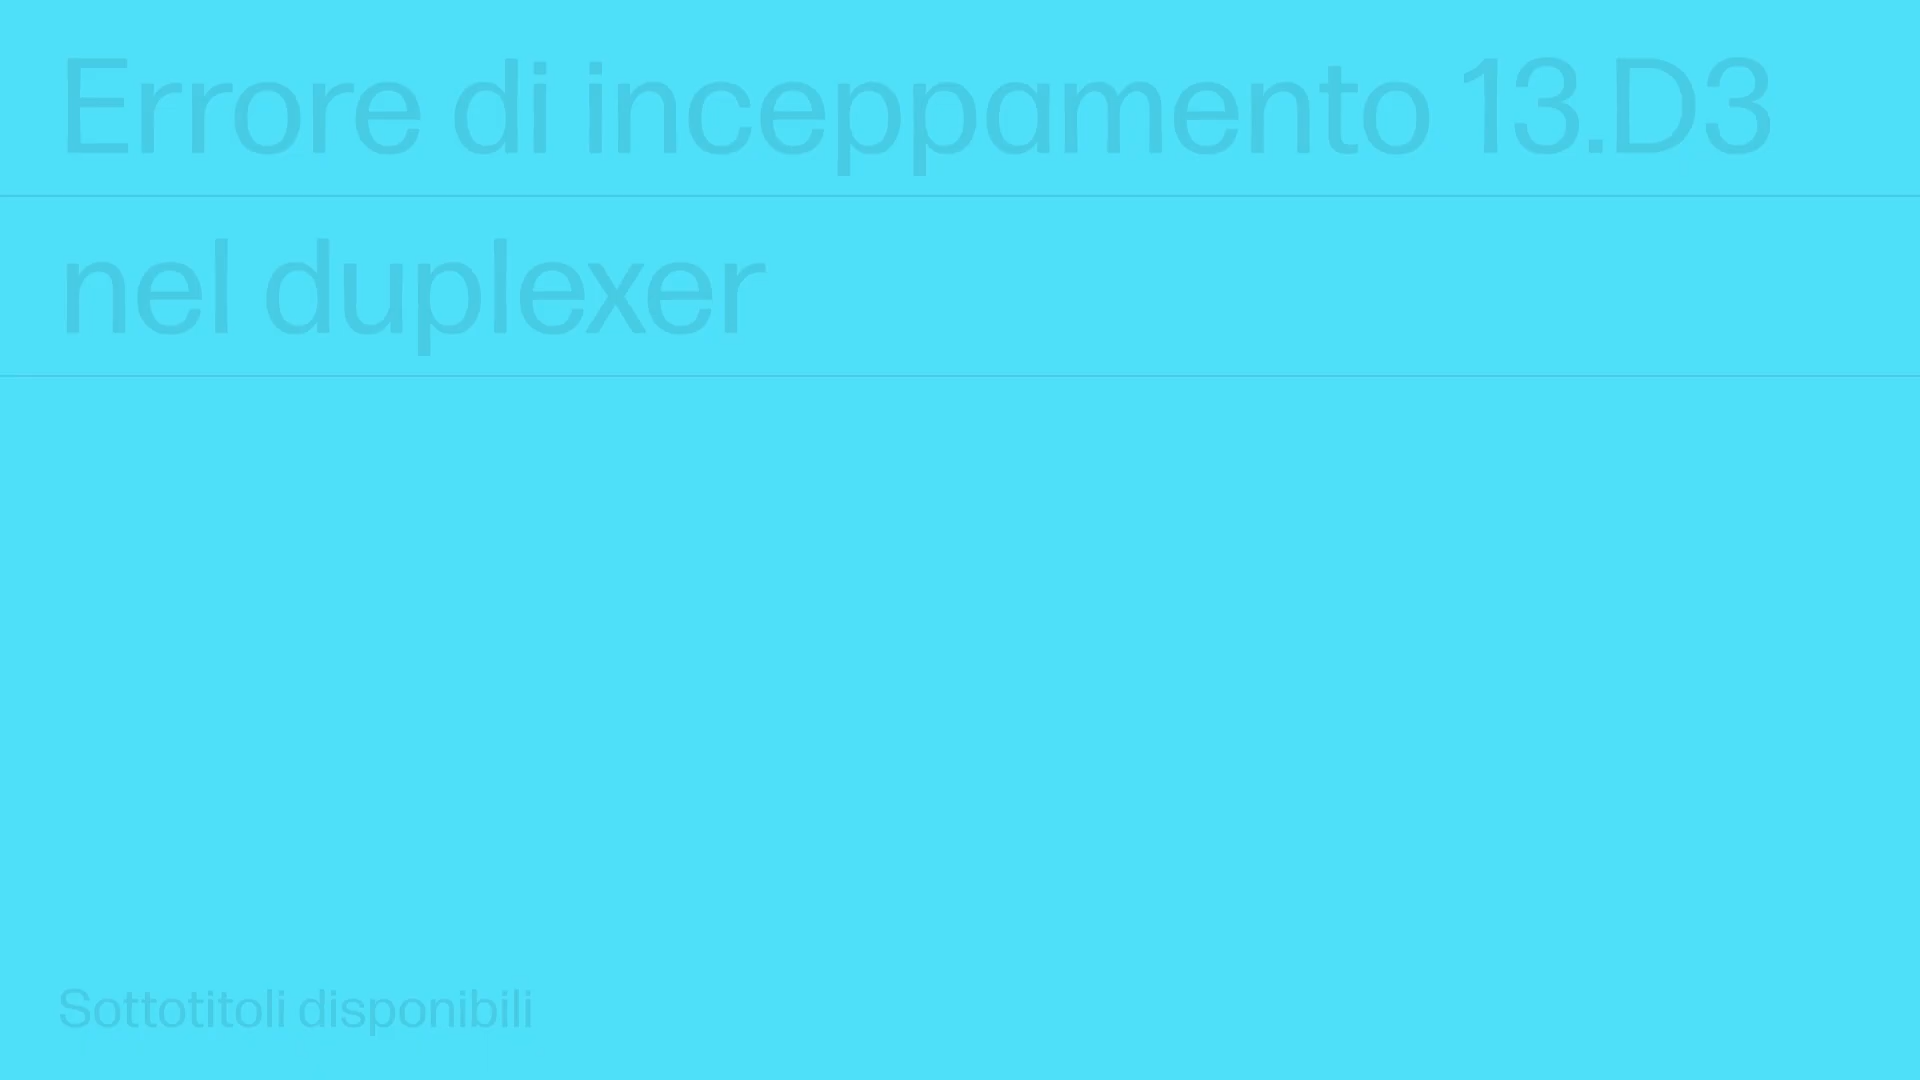 Errore di inceppamento 13.D3
nel duplexer
Sottotitoli disponibili